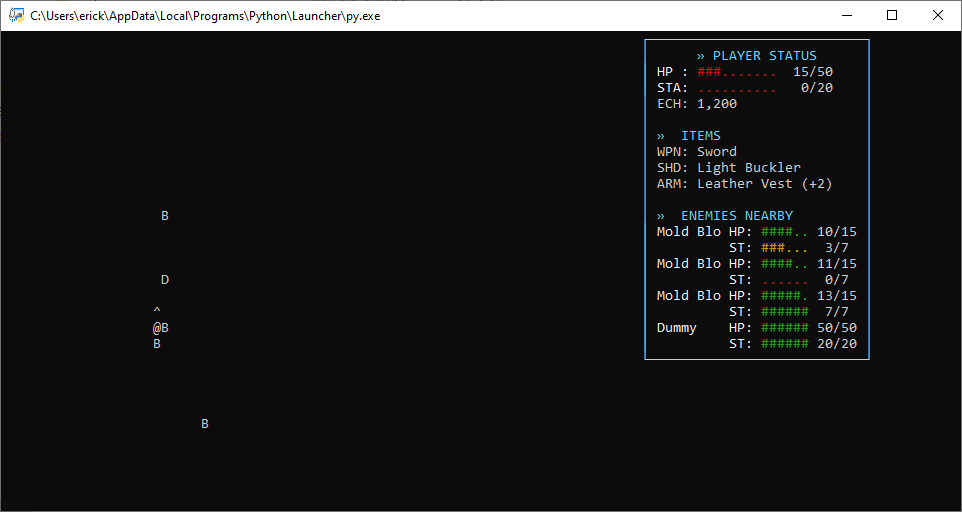 C:\Users\erick\AppData\Local\Programs\Python\Launcher\py.exe
» PLAYER STATUS
HP : ###....... 15/50
STA: .......... 0/20
ECH: 1,200
» ITEMS
WPN: Sword
SHD: Light Buckler
ARM: Leather Vest (+2)
» ENEMIES NEARBY
Mold Blo HP: ####.. 10/15
ST: ###... 3/7
Mold Blo HP: ####.. 11/15
ST: ...... 0/7
Mold Blo HP: #####. 13/15
ST: ###### 7/7
Dummy HP: ###### 50/50
ST: ###### 20/20
B
D
^
@B
B
B